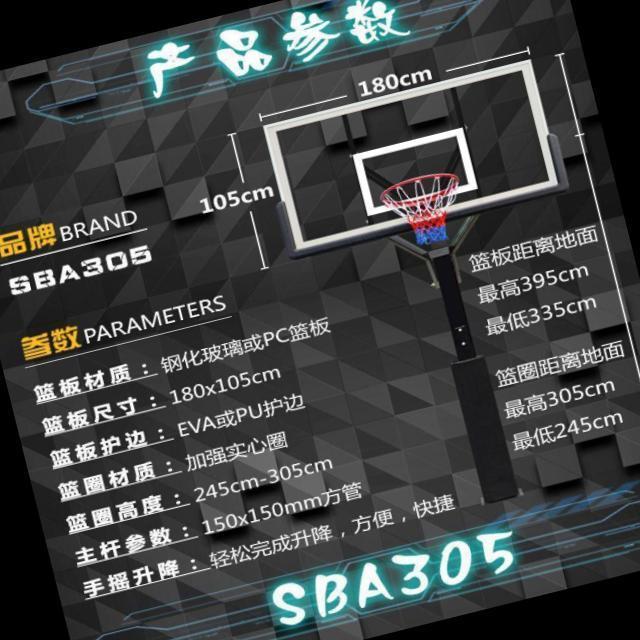 产品参数
180cm
105cm
品牌 BRAND
SBA305
参数 PARAMETERS
篮板材质：钢化玻璃或PC篮板
篮板尺寸：180x105cm
篮板护边：EVA或PU护边
篮圈材质：加强实心圈
篮圈高度：245cm-305cm
主杆参数：150x150mm方管
手摇升降：轻松完成升降，方便，快捷
篮板距离地面
最高395cm
最低335cm
篮圈距离地面
最高305cm
最低245cm
SBA305